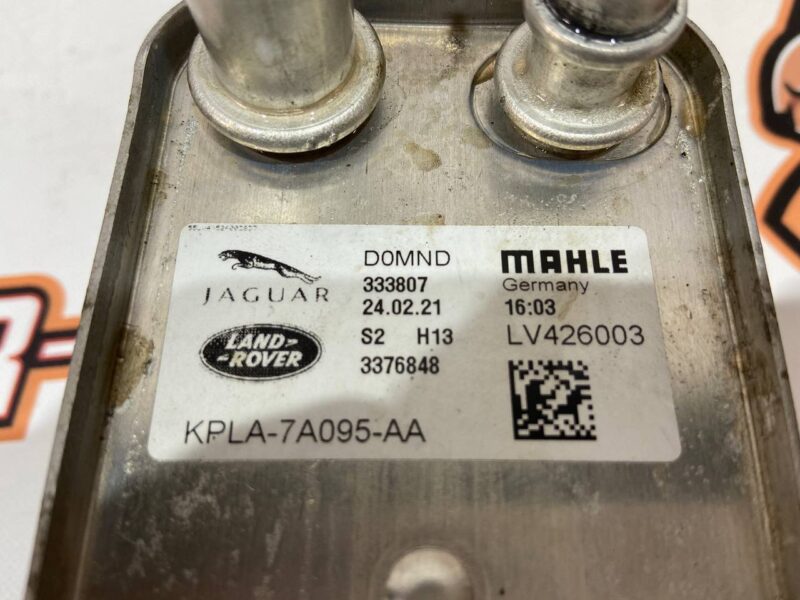 JAGUAR
LAND-
-ROVER
D0MND
333807
24.02.21
S2 H13
3376848
MAHLE
Germany
16:03
LV426003
KPLA-7A095-AA